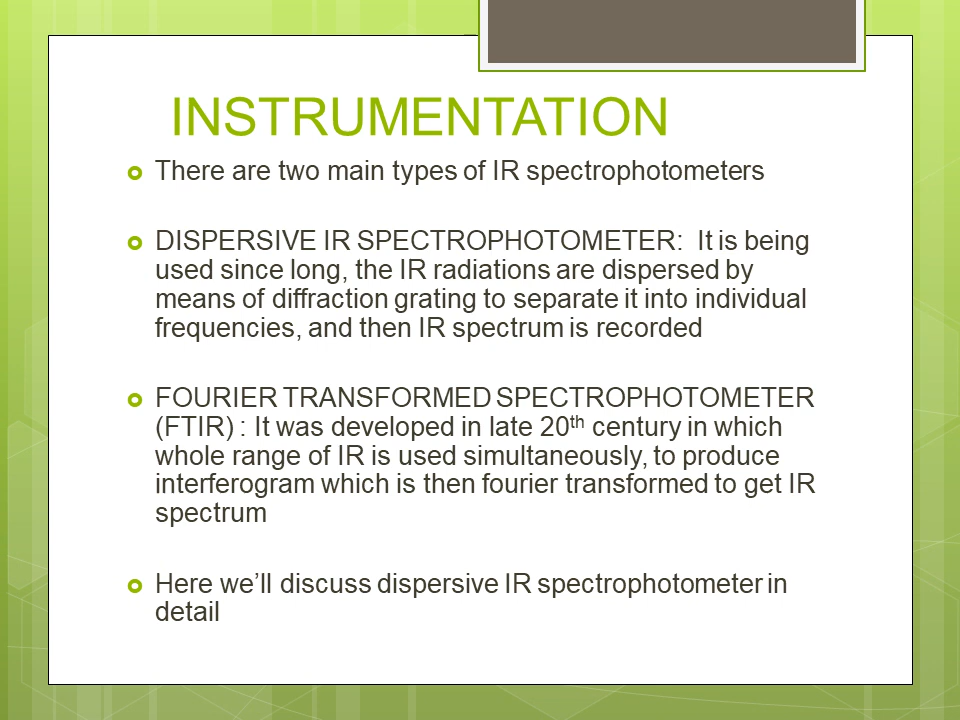 INSTRUMENTATION
There are two main types of IR spectrophotometers
DISPERSIVE IR SPECTROPHOTOMETER:  It is being
used since long, the IR radiations are dispersed by
means of diffraction grating to separate it into individual
frequencies, and then IR spectrum is recorded
FOURIER TRANSFORMED SPECTROPHOTOMETER
(FTIR) : It was developed in late 20th century in which
whole range of IR is used simultaneously, to produce
interferogram which is then fourier transformed to get IR
spectrum
Here we’ll discuss dispersive IR spectrophotometer in
detail